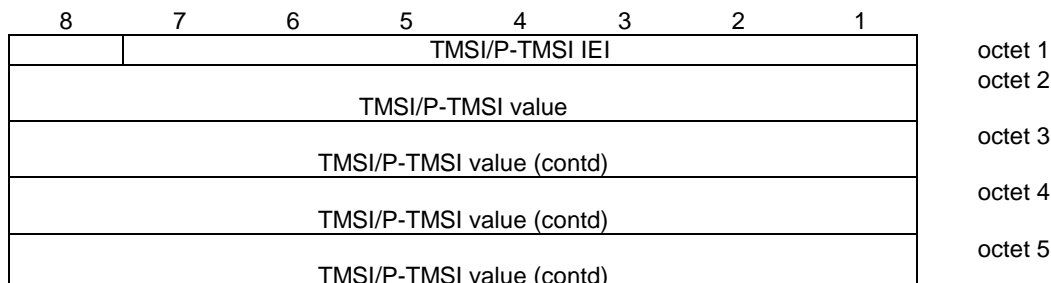 8 7 6 5 4 3 2 1
TMSI/P-TMSI IEI octet 1
octet 2
TMSI/P-TMSI value
octet 3
TMSI/P-TMSI value (contd)
octet 4
TMSI/P-TMSI value (contd)
octet 5
TMSI/P-TMSI value (contd)